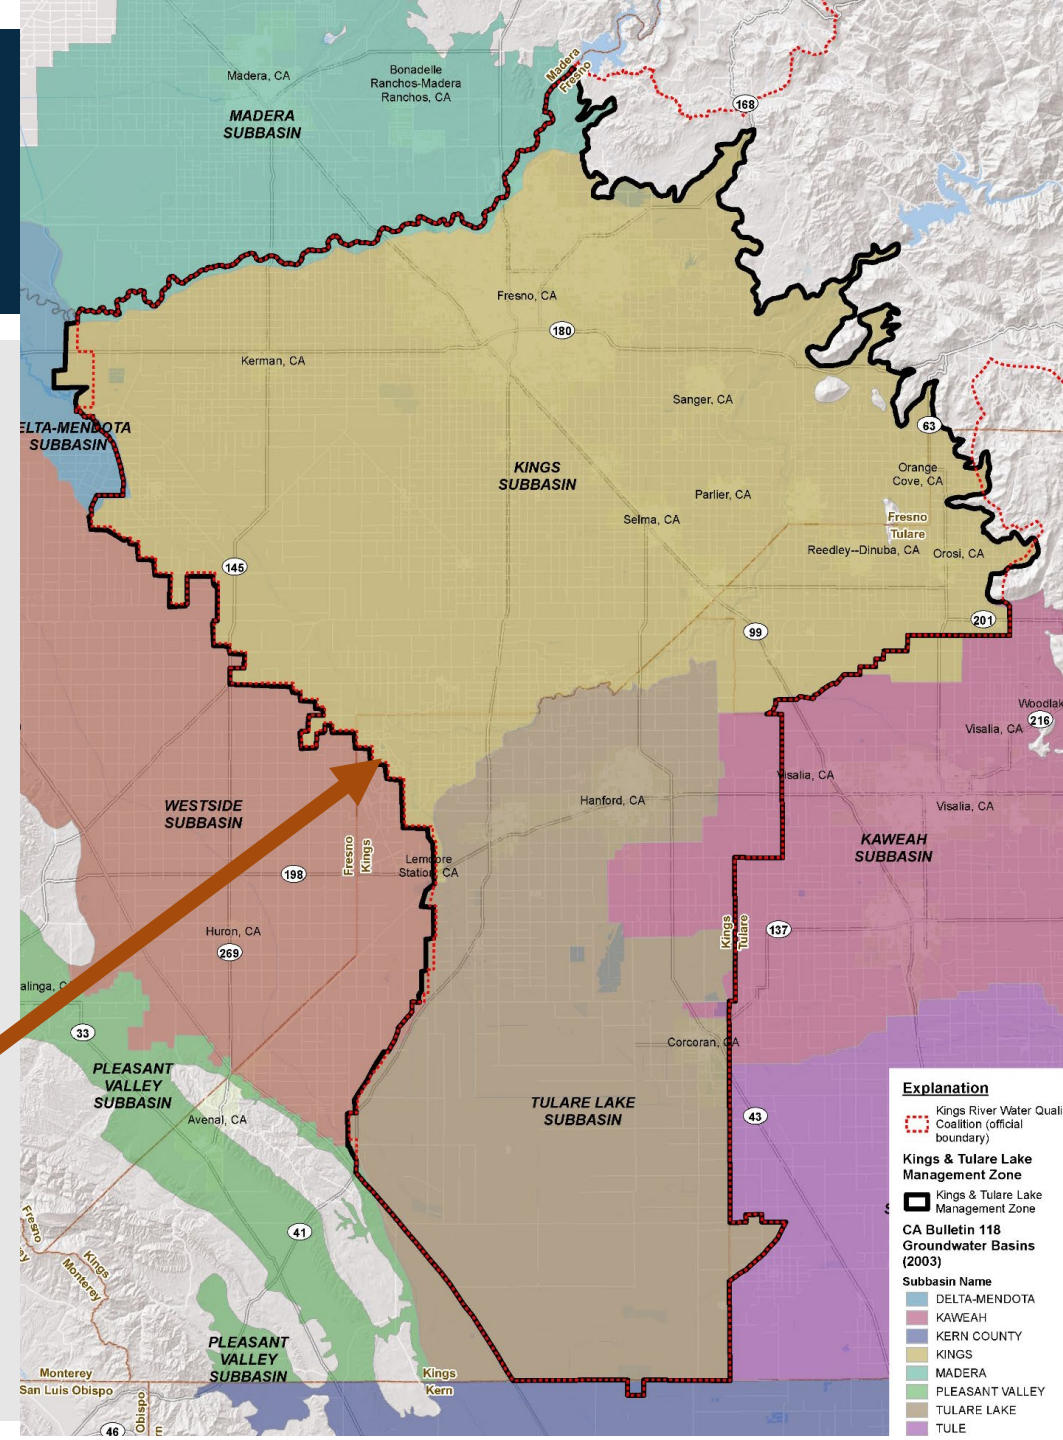 Madera
Fresno
Madera, CA
Bonadelle
Ranchos-Madera
Ranchos, CA
168
MADERA
SUBBASIN
Fresno, CA
180
Kerman, CA
Sanger, CA
ELTA-MENDOTA
SUBBASIN
63
KINGS
SUBBASIN
Orange
Cove, CA
Parlier, CA
Selma, CA
Fresno
Tulare
Reedley--Dinuba, CA
Orosi, CA
145
201
99
Woodlak
216
Visalia, CA
Visalia, CA
Hanford, CA
Visalia, CA
WESTSIDE
SUBBASIN
KAWEAH
SUBBASIN
Fresno
Kings
Lemoore
Station, CA
198
Huron, CA
269
Kings
Tulare
137
alinga, C
33
Corcoran, CA
PLEASANT
VALLEY
SUBBASIN
Avenal, CA
TULARE LAKE
SUBBASIN
43
41
Fresno
ey
Kings
Monterey
S
PLEASANT
VALLEY
SUBBASIN
Monterey
San Luis Obispo
Kings
Kern
46
Obispo
Explanation
Kings River Water Quali
Coalition (official
boundary)
Kings & Tulare Lake
Management Zone
Kings & Tulare Lake
Management Zone
CA Bulletin 118
Groundwater Basins
(2003)
Subbasin Name
DELTA-MENDOTA
KAWEAH
KERN COUNTY
KINGS
MADERA
PLEASANT VALLEY
TULARE LAKE
TULE